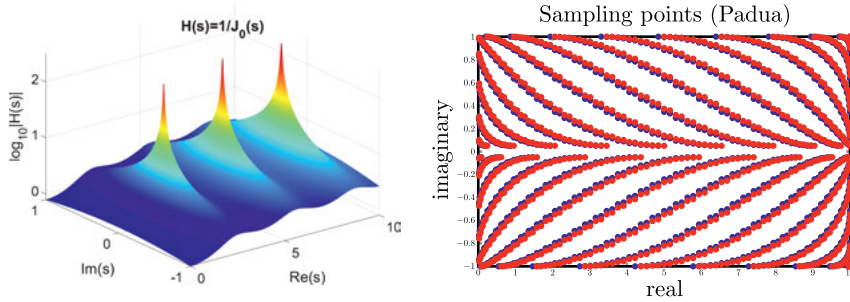 H(s)=1/J₀(s)
log₁₀|H(s)|
2
1
0
1
0
-1
Im(s)
0
5
10
Re(s)
Sampling points (Padua)
imaginary
1
0.8
0.6
0.4
0.2
0
−0.2
−0.4
−0.6
−0.8
−1
0 1 2 3 4 5 6 7 8 9
real